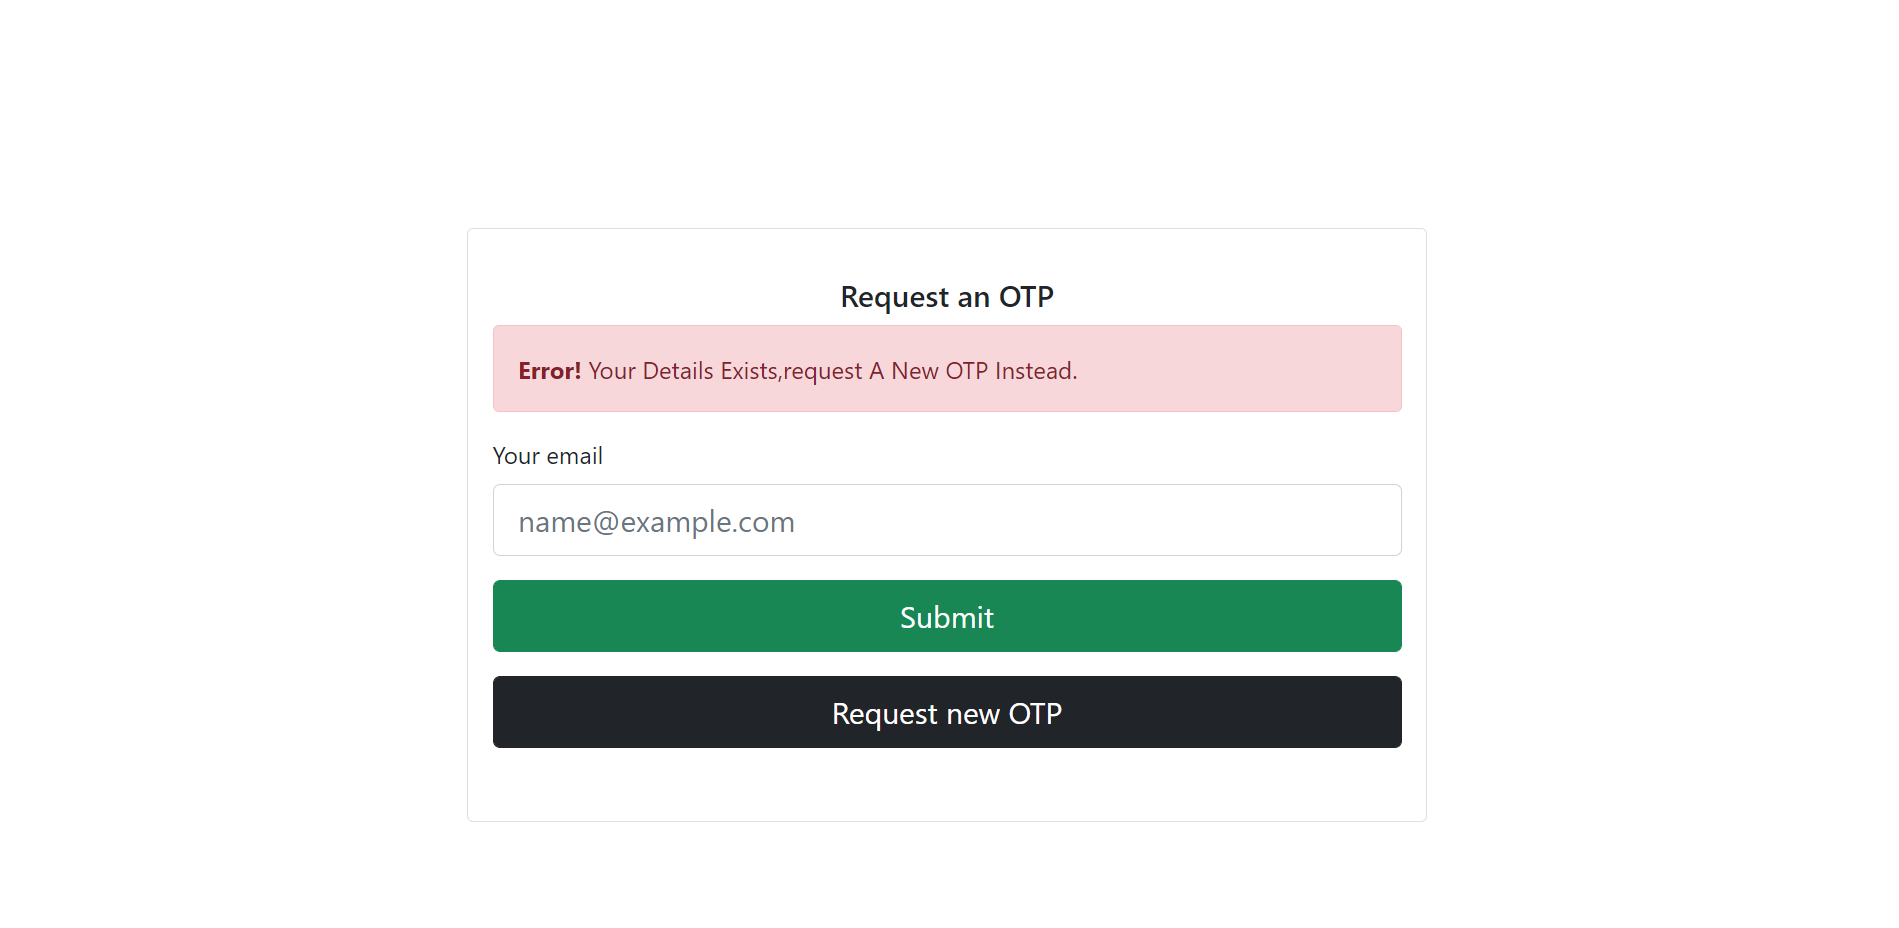 Request an OTP
Error! Your Details Exists,request A New OTP Instead.
Your email
name@example.com
Submit
Request new OTP